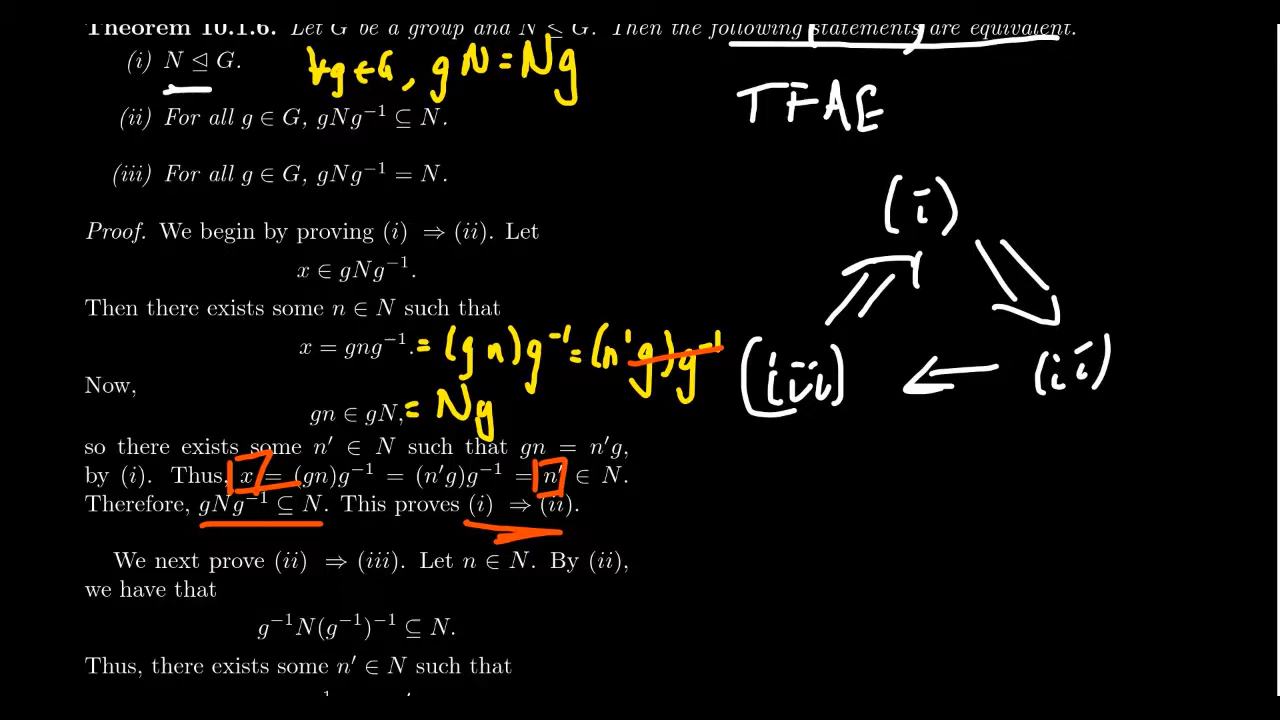 Theorem 10.1.6. Let G be a group and N ≤ G. Then the following statements are equivalent.
(i) N ⊴ G.
∀g ∈ G, gN = Ng
(ii) For all g ∈ G, gNg⁻¹ ⊆ N.
(iii) For all g ∈ G, gNg⁻¹ = N.
TFAE
(i)
(iii)
(ii)
Proof. We begin by proving (i) ⇒ (ii). Let
x ∈ gNg⁻¹.
Then there exists some n ∈ N such that
x = gng⁻¹. = (gn)g⁻¹ = (n'g)g⁻¹
Now,
gn ∈ gN, = Ng
so there exists some n′ ∈ N such that gn = n′g,
by (i). Thus, x = (gn)g⁻¹ = (n′g)g⁻¹ = n′ ∈ N.
Therefore, gNg⁻¹ ⊆ N. This proves (i) ⇒ (ii).
We next prove (ii) ⇒ (iii). Let n ∈ N. By (ii),
we have that
g⁻¹N(g⁻¹)⁻¹ ⊆ N.
Thus, there exists some n′ ∈ N such that